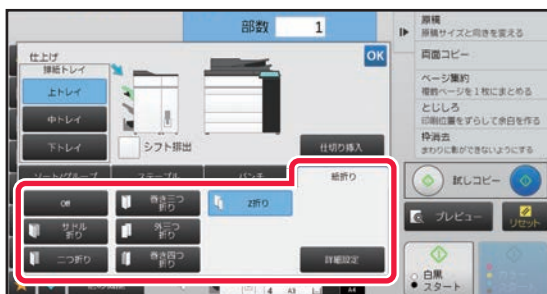 部数 1
仕上げ
OK
排紙トレイ
上トレイ
中トレイ
下トレイ
シフト排出
仕切り挿入
ソート/グループ
ステープル
パンチ
紙折り
Off
巻き三つ
折り
Z折り
サドル
折り
外三つ
折り
二つ折り
巻き四つ
折り
詳細設定
原稿
原稿サイズと向きを変える
両面コピー
ページ集約
複数ページを1枚にまとめる
とじしろ
印刷位置をずらして余白を作る
枠消去
まわりに影ができないようにする
試しコピー
プレビュー
リセット
白黒
スタート